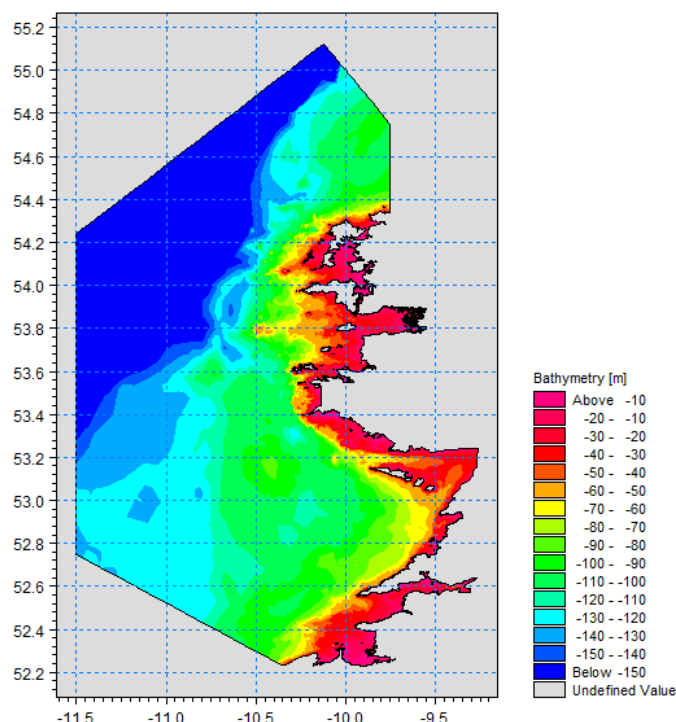 55.2
55.0
54.8
54.6
54.4
54.2
54.0
53.8
53.6
53.4
53.2
53.0
52.8
52.6
52.4
52.2
-11.5 -11.0 -10.5 -10.0 -9.5
Bathymetry [m]
Above -10
-20 - -10
-30 - -20
-40 - -30
-50 - -40
-60 - -50
-70 - -60
-80 - -70
-90 - -80
-100 - -90
-110 - -100
-120 - -110
-130 - -120
-140 - -130
-150 - -140
Below -150
Undefined Value